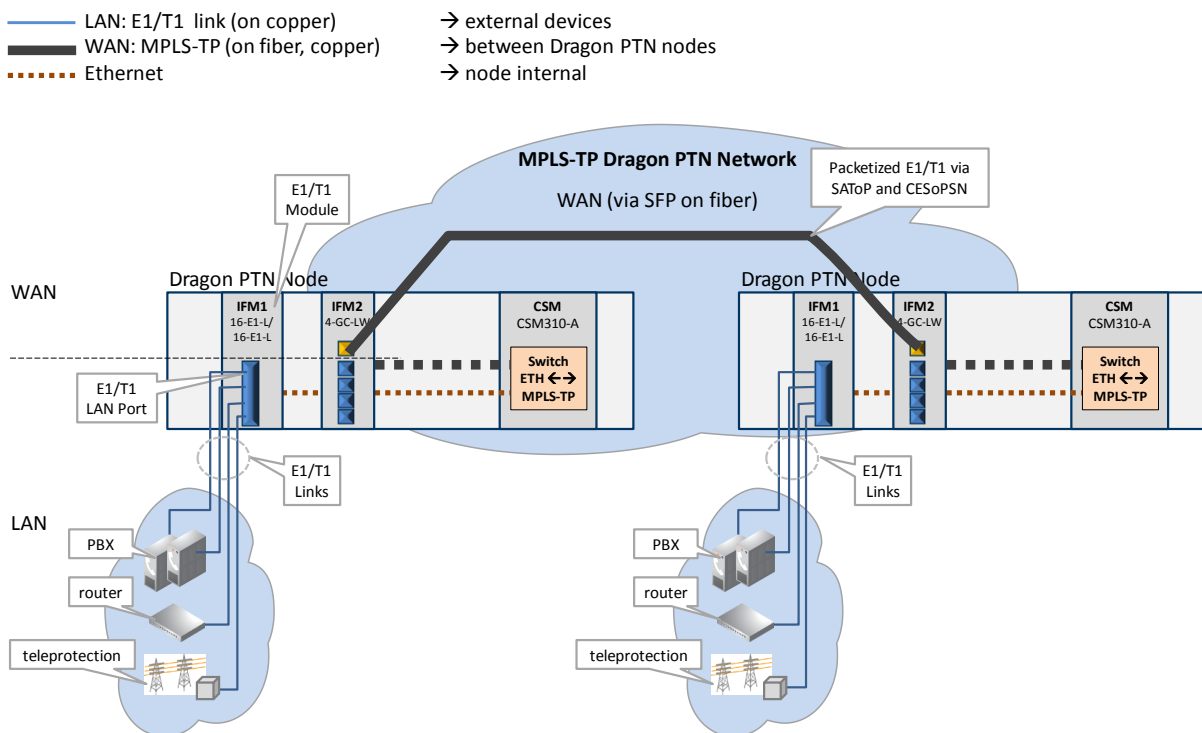 LAN: E1/T1 link (on copper) → external devices
WAN: MPLS-TP (on fiber, copper) → between Dragon PTN nodes
Ethernet → node internal
MPLS-TP Dragon PTN Network
WAN (via SFP on fiber)
Packetized E1/T1 via
SAToP and CESoPSN
E1/T1
Module
WAN
Dragon PTN Node
IFM1
16-E1-L/
16-E1-L
IFM2
4-GC-LW
CSM
CSM310-A
Switch
ETH ←→
MPLS-TP
Dragon PTN Node
IFM1
16-E1-L/
16-E1-L
IFM2
4-GC-LW
CSM
CSM310-A
Switch
ETH ←→
MPLS-TP
E1/T1
LAN Port
E1/T1
Links
E1/T1
Links
LAN
PBX
router
teleprotection
PBX
router
teleprotection